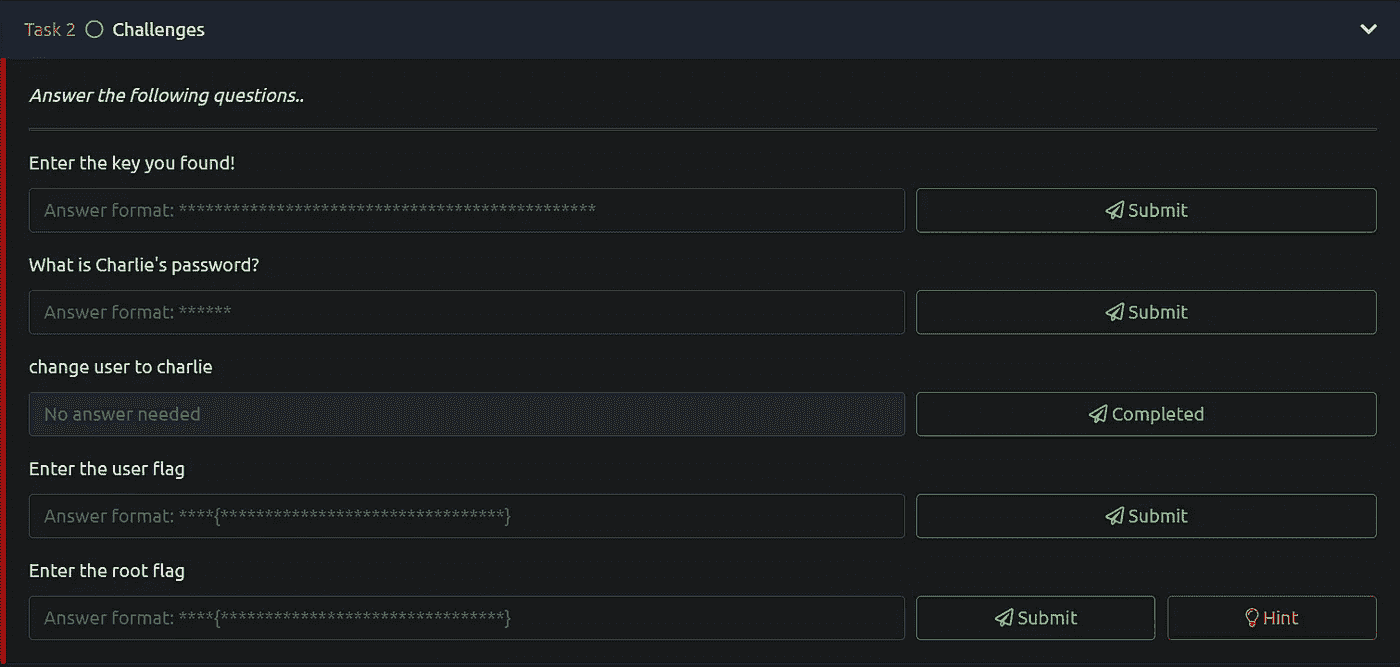 Task 2 Challenges
Answer the following questions..
Enter the key you found!
Answer format: ***********************************************
Submit
What is Charlie's password?
Answer format: ******
Submit
change user to charlie
No answer needed
Completed
Enter the user flag
Answer format: ****{********************************}
Submit
Enter the root flag
Answer format: ****{********************************}
Submit
Hint